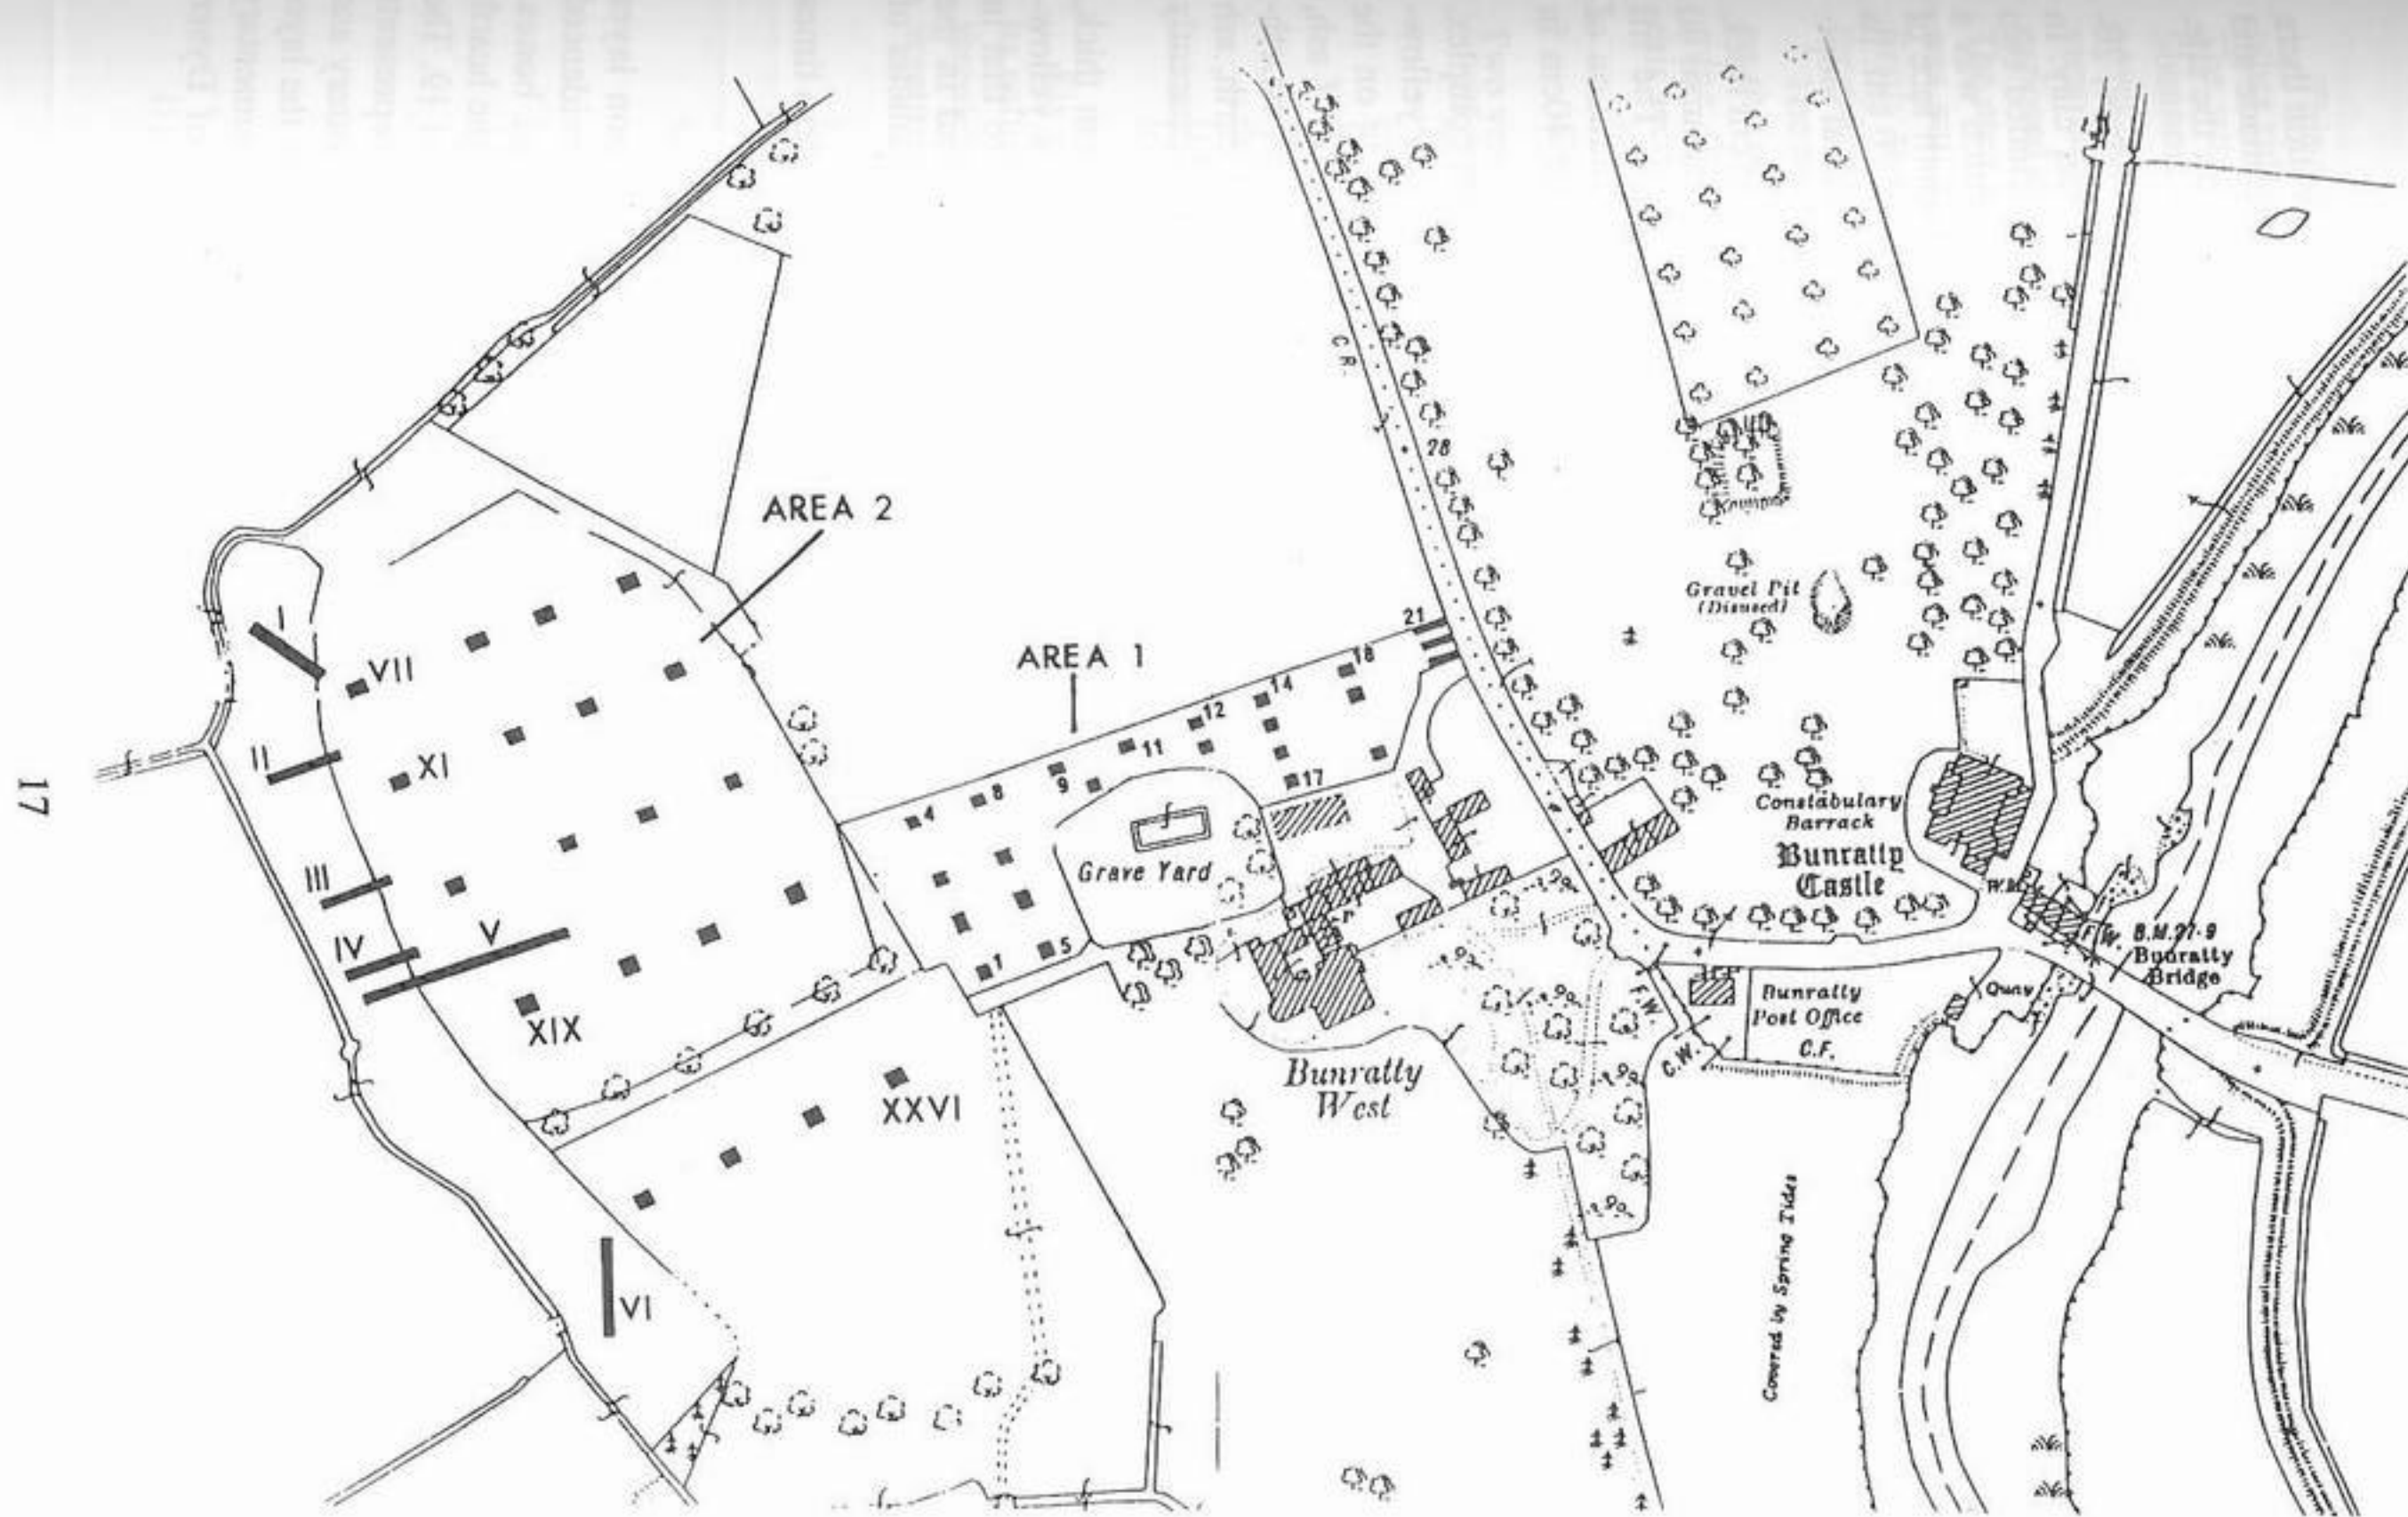 AREA 2
AREA 1
I
VII
II
XI
III
IV
V
XIX
XXVI
VI
C.R.
28
21
18
14
12
11
9
8
4
17
5
1
Grave Yard
Gravel Pit
(Disused)
Constabulary
Barrack
Bunratty
Castle
W.M.
F.W.
B.M.27·9
Bunratty
Bridge
Quay
Bunratty
Post Office
C.F.
F.W.
C.W.
P
Bunratty
West
Covered by Spring Tides
17